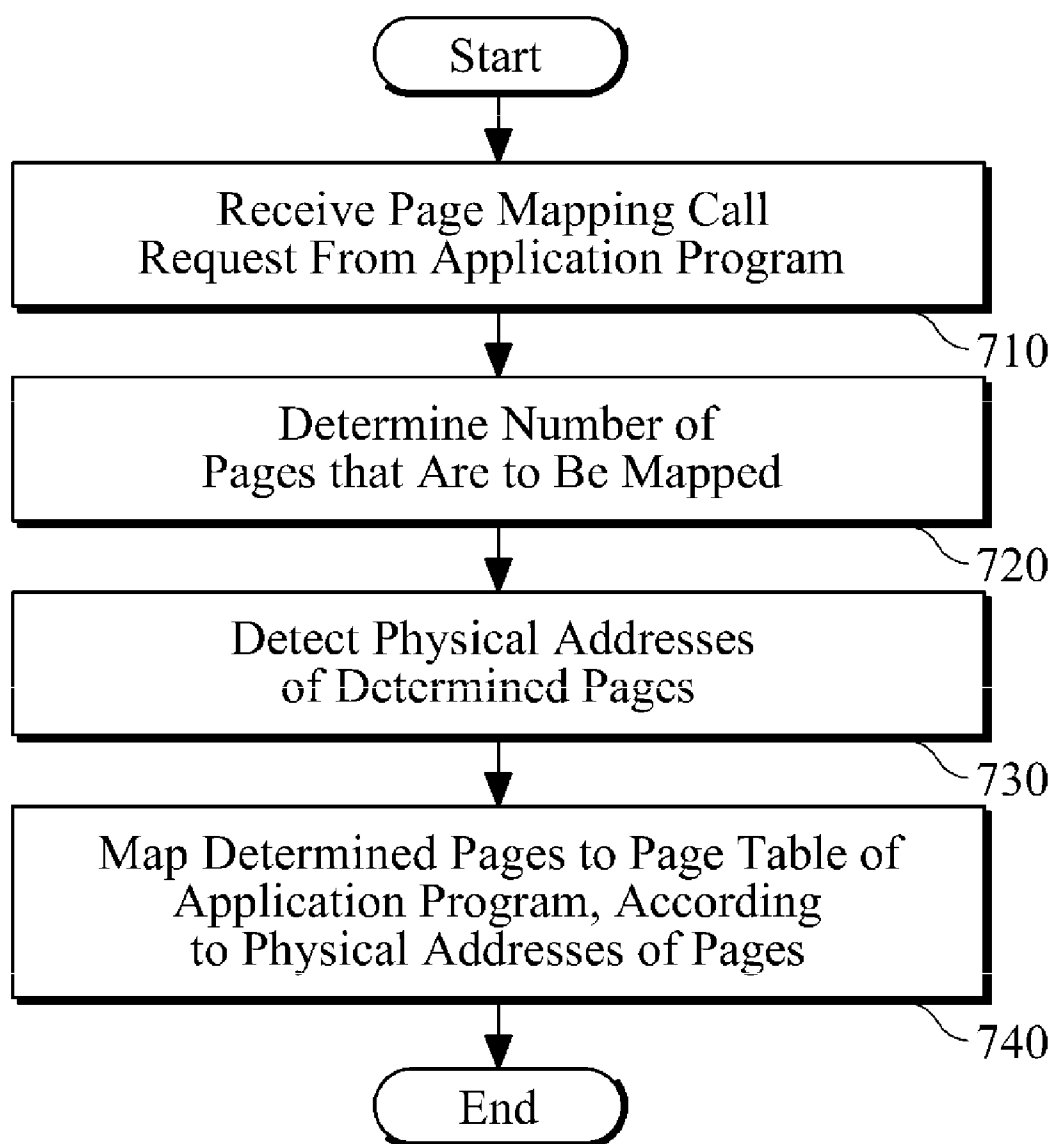 Start
Receive Page Mapping Call
Request From Application Program
710
Determine Number of
Pages that Are to Be Mapped
720
Detect Physical Addresses
of Determined Pages
730
Map Determined Pages to Page Table of
Application Program, According
to Physical Addresses of Pages
740
End